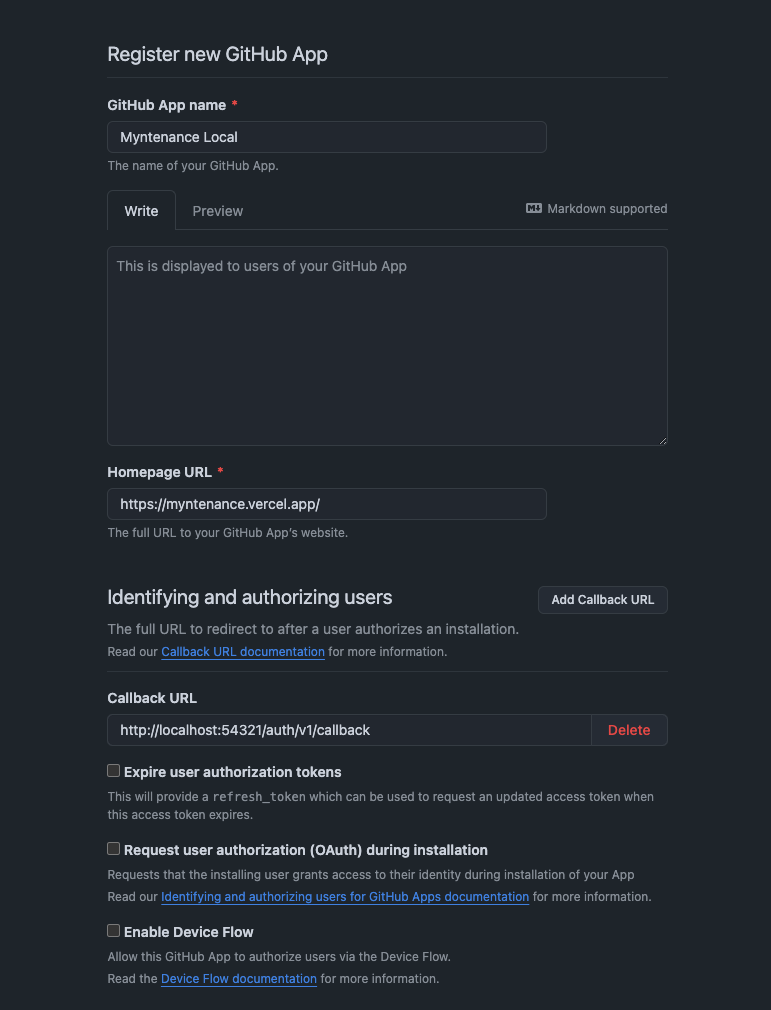 Register new GitHub App
GitHub App name *
Myntenance Local
The name of your GitHub App.
Write Preview Markdown supported
This is displayed to users of your GitHub App
Homepage URL *
https://myntenance.vercel.app/
The full URL to your GitHub App’s website.
Identifying and authorizing users
Add Callback URL
The full URL to redirect to after a user authorizes an installation.
Read our Callback URL documentation for more information.
Callback URL
http://localhost:54321/auth/v1/callback Delete
Expire user authorization tokens
This will provide a refresh_token which can be used to request an updated access token when
this access token expires.
Request user authorization (OAuth) during installation
Requests that the installing user grants access to their identity during installation of your App
Read our Identifying and authorizing users for GitHub Apps documentation for more information.
Enable Device Flow
Allow this GitHub App to authorize users via the Device Flow.
Read the Device Flow documentation for more information.